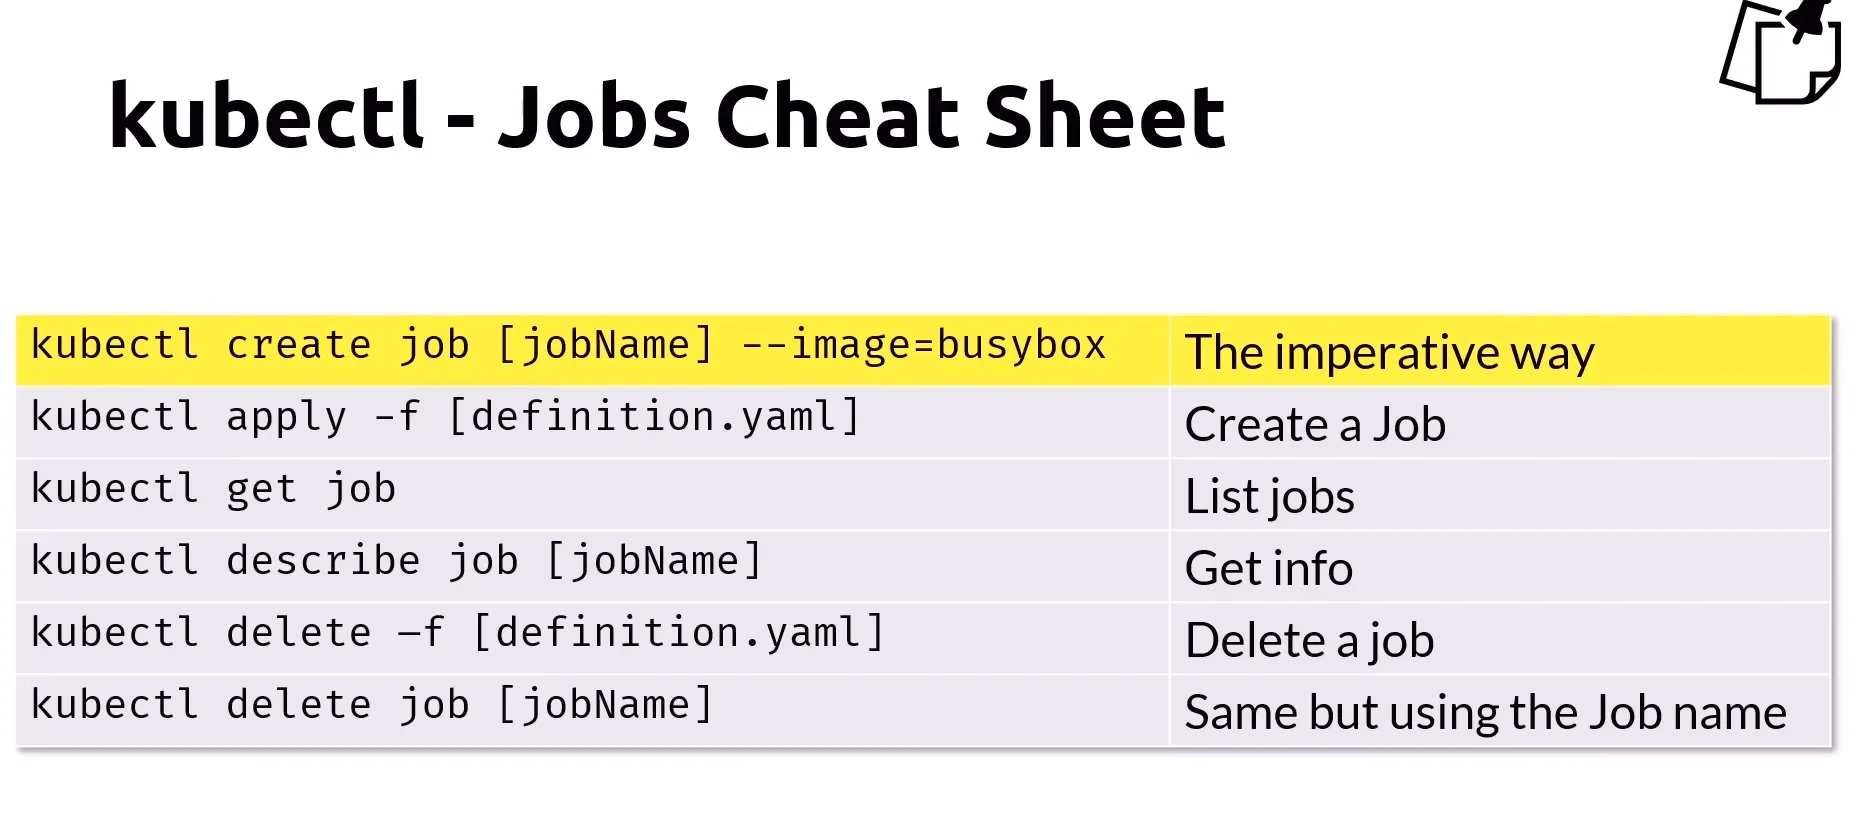 kubectl - Jobs Cheat Sheet
kubectl create job [jobName] --image=busybox The imperative way
kubectl apply -f [definition.yaml] Create a Job
kubectl get job List jobs
kubectl describe job [jobName] Get info
kubectl delete –f [definition.yaml] Delete a job
kubectl delete job [jobName] Same but using the Job name